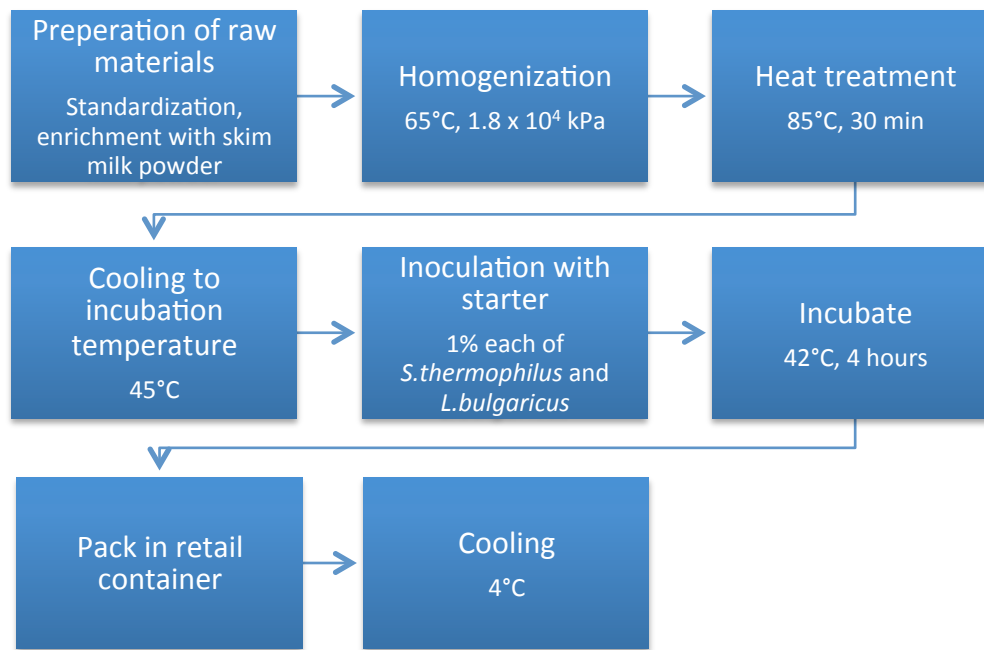 Preperation of raw
materials
Standardization,
enrichment with skim
milk powder
Homogenization
65°C, 1.8 x 10⁴ kPa
Heat treatment
85°C, 30 min
Cooling to
incubation
temperature
45°C
Inoculation with
starter
1% each of
S.thermophilus and
L.bulgaricus
Incubate
42°C, 4 hours
Pack in retail
container
Cooling
4°C